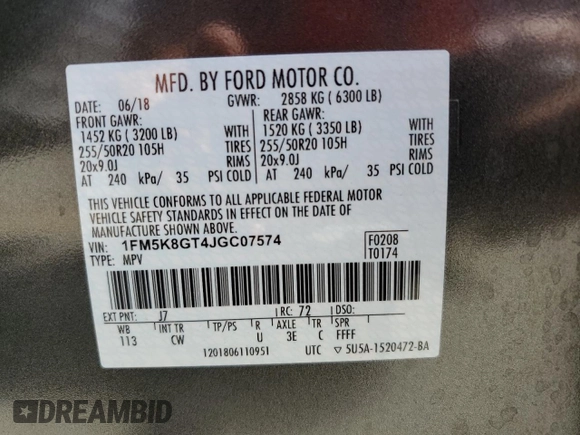 MFD. BY FORD MOTOR CO.
DATE: 06/18 GVWR: 2858 KG ( 6300 LB)
FRONT GAWR: REAR GAWR:
1452 KG ( 3200 LB) WITH 1520 KG ( 3350 LB) WITH
255/50R20 105H TIRES 255/50R20 105H TIRES
20x9.0J RIMS 20x9.0J RIMS
AT 240 kPa/ 35 PSI COLD AT 240 kPa/ 35 PSI COLD
THIS VEHICLE CONFORMS TO ALL APPLICABLE FEDERAL MOTOR
VEHICLE SAFETY STANDARDS IN EFFECT ON THE DATE OF
MANUFACTURE SHOWN ABOVE.
VIN: 1FM5K8GT4JGC07574 F0208
TYPE: MPV T0174
EXT PNT: J7 RC: 72 DSO:
WB INT TR TP/PS R AXLE TR SPR
113 CW U 3E C FFFF
1201806110951 UTC ▽ 5U5A-1520472-BA
DREAMBID